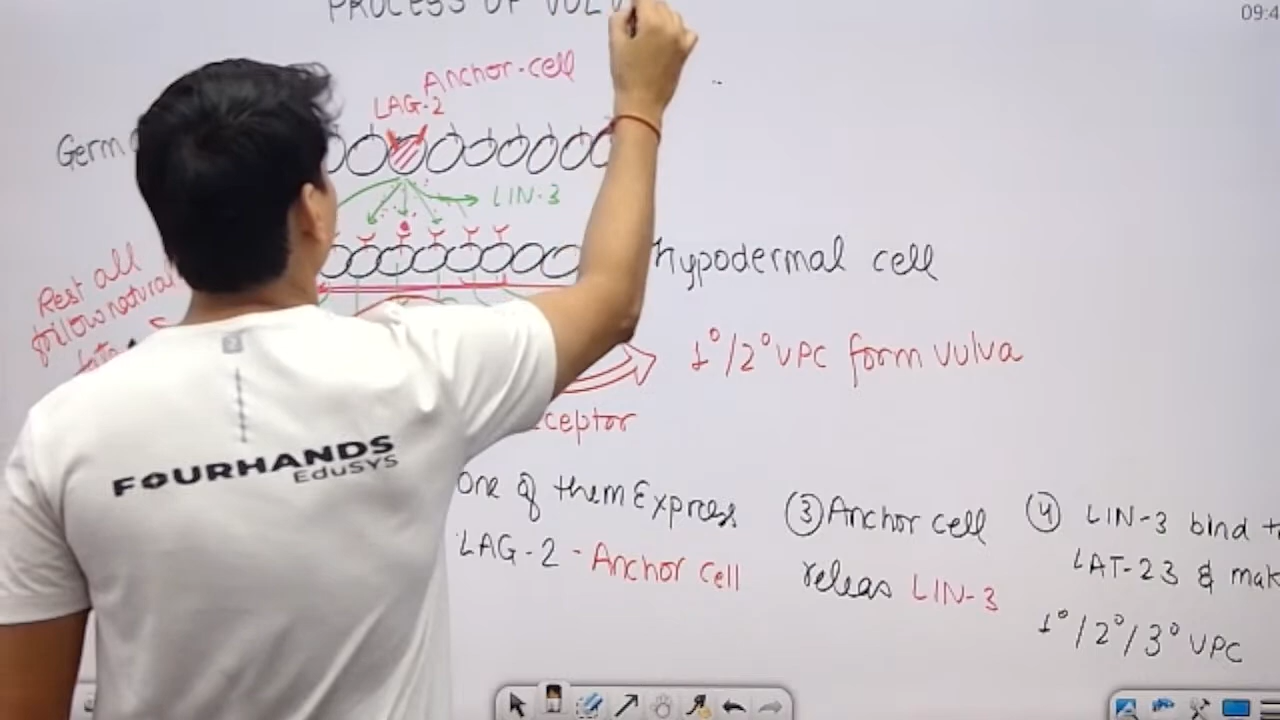 PROCESS OF VULV
09:4
Anchor-cell
LAG-2
Germ
LIN-3
hypodermal cell
Rest all
follow natural
1°/2° VPC form vulva
ceptor
FOURHANDS
EduSYS
one of them Express
LAG-2 - Anchor cell
③ Anchor cell
releas LIN-3
④ LIN-3 bind t
LAT-23 & mak
1°/2°/3° VPC